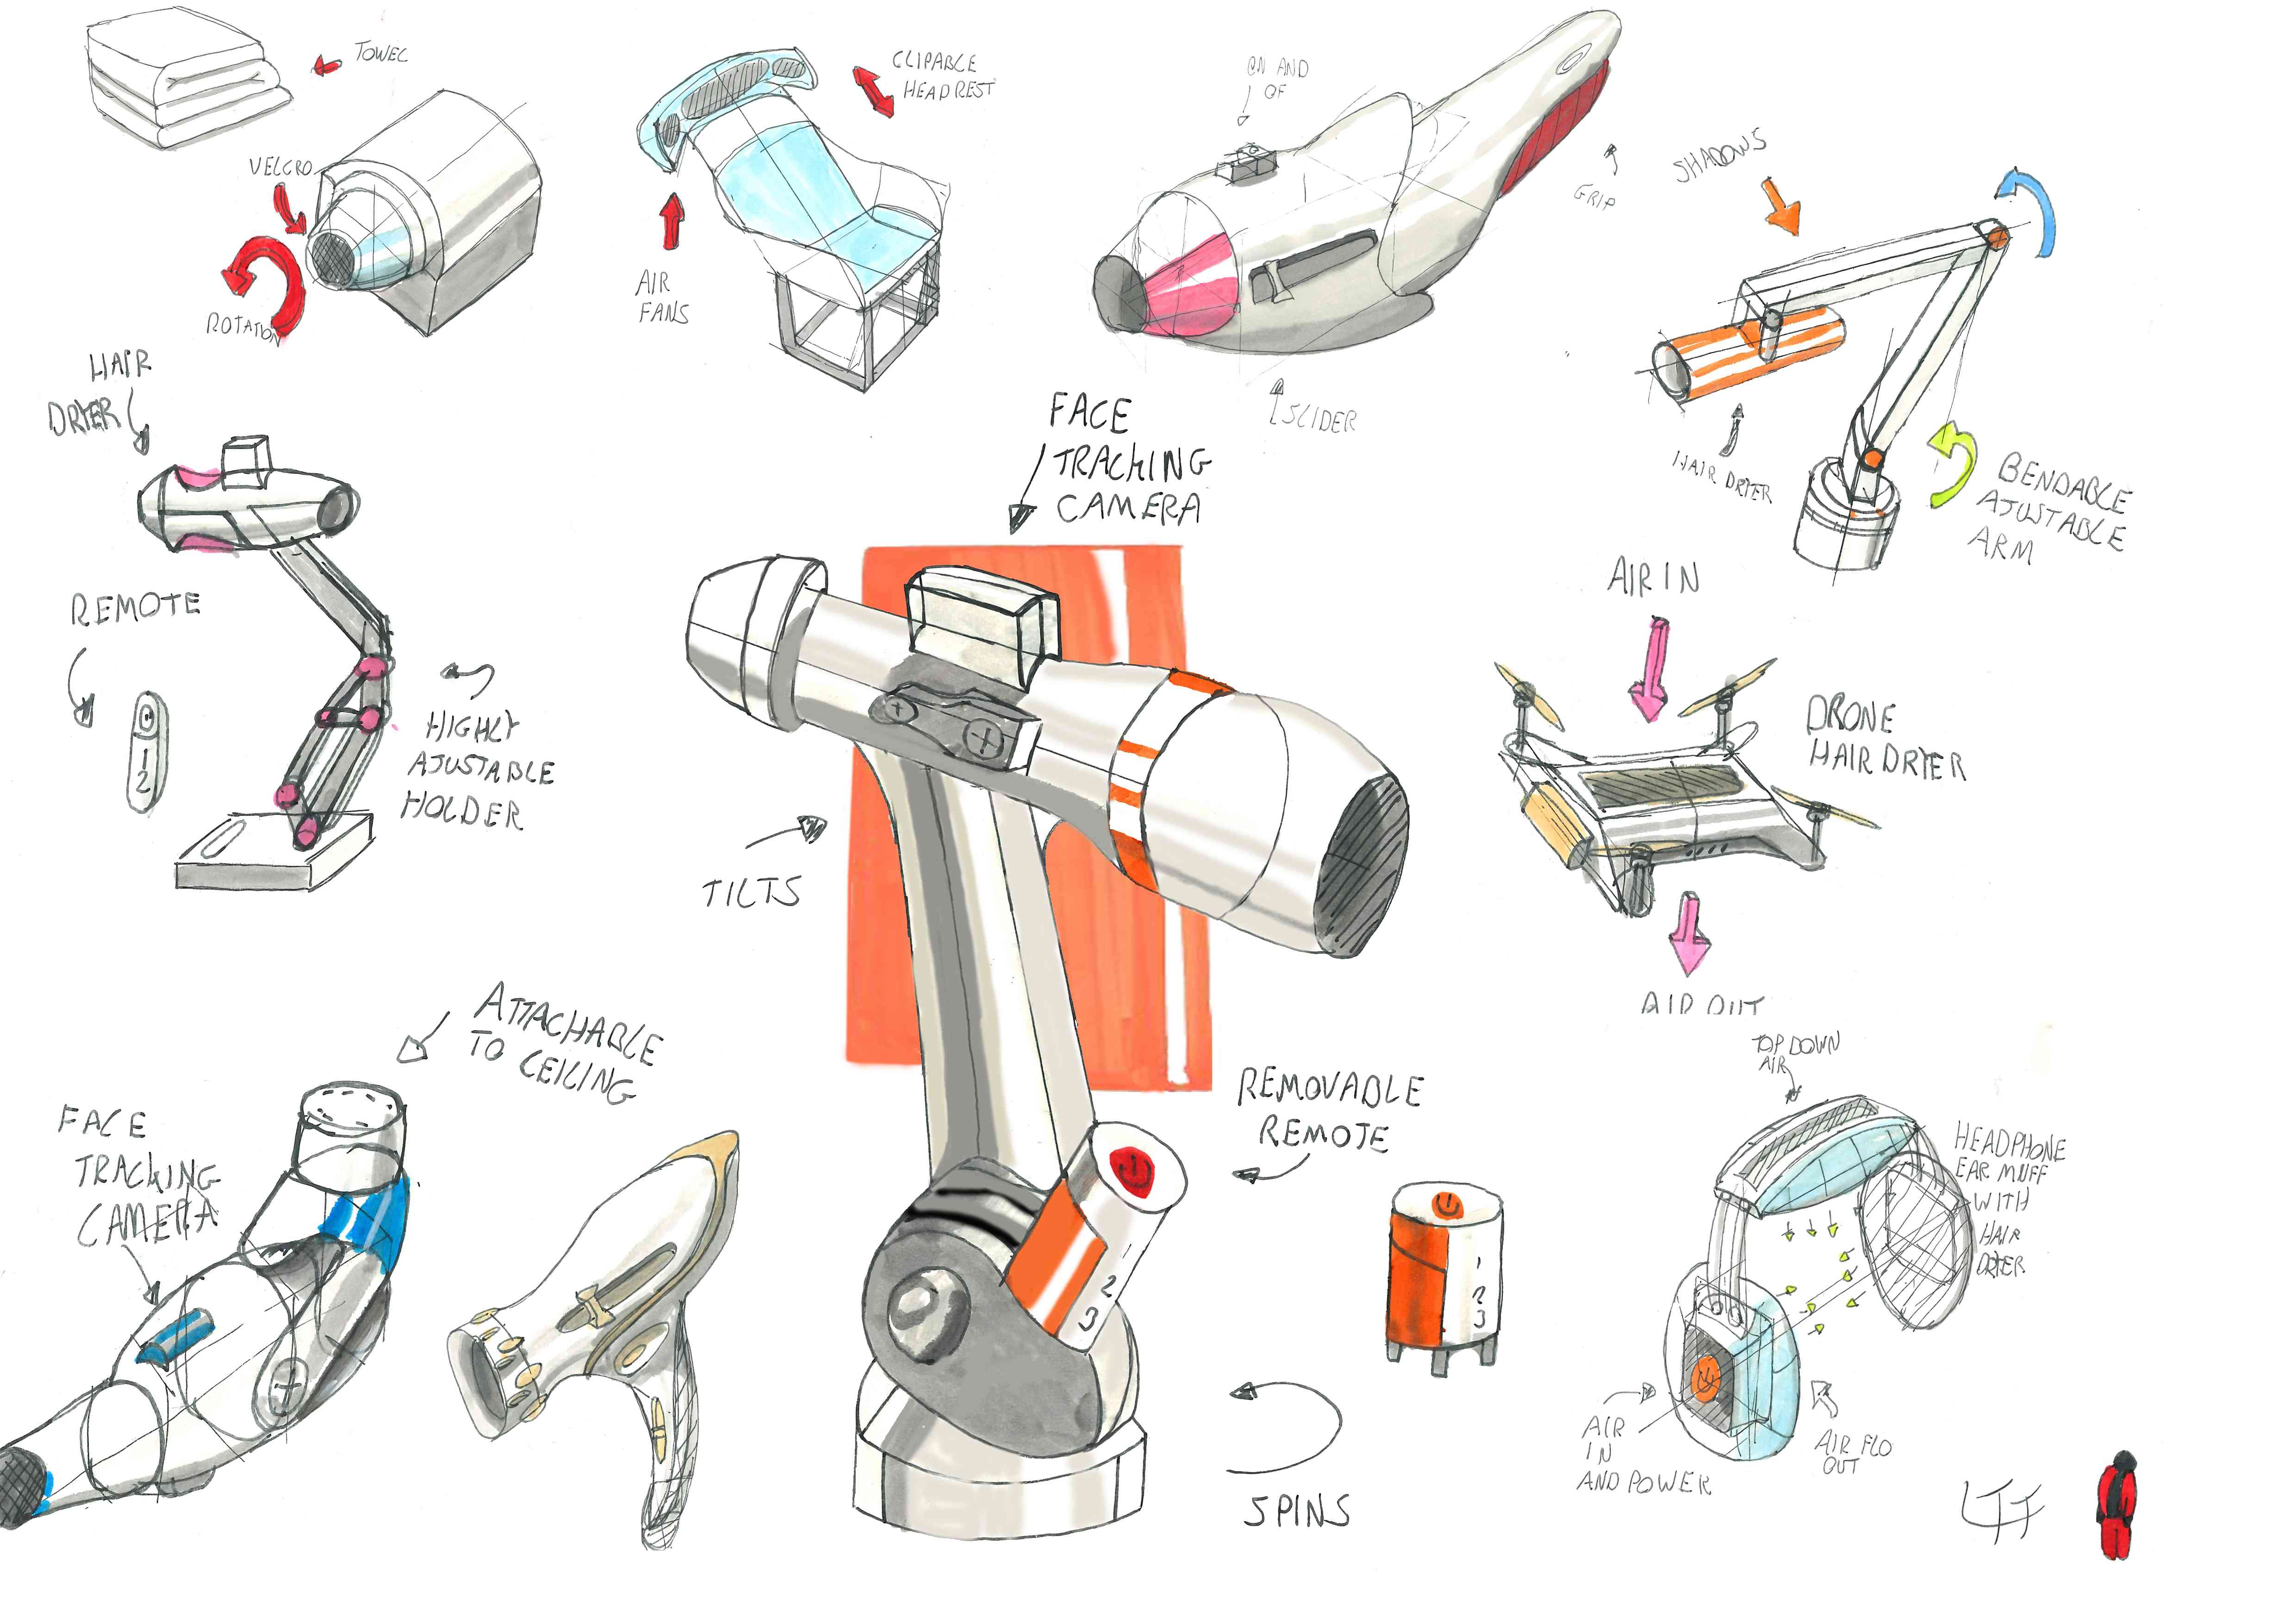 TOWEL
VELCRO
ROTATION
CLIPABLE
HEADREST
AIR
FANS
ON AND
OF
GRIP
SLIDER
SHADOWS
HAIR DRYER
BENDABLE
AJUSTABLE
ARM
HAIR
DRYER
REMOTE
1
2
HIGHLY
AJUSTABLE
HOLDER
FACE
TRACKING
CAMERA
TILTS
AIR IN
DRONE
HAIR DRYER
AIR OUT
ATTACHABLE
TO CEILING
FACE
TRACKING
CAMERA
REMOVABLE
REMOTE
1
2
3
1
2
3
SPINS
TOP DOWN
AIR
HEADPHONE
EAR MUFF
WITH
HAIR
DRYER
AIR
IN
AND POWER
AIR FLO
OUT